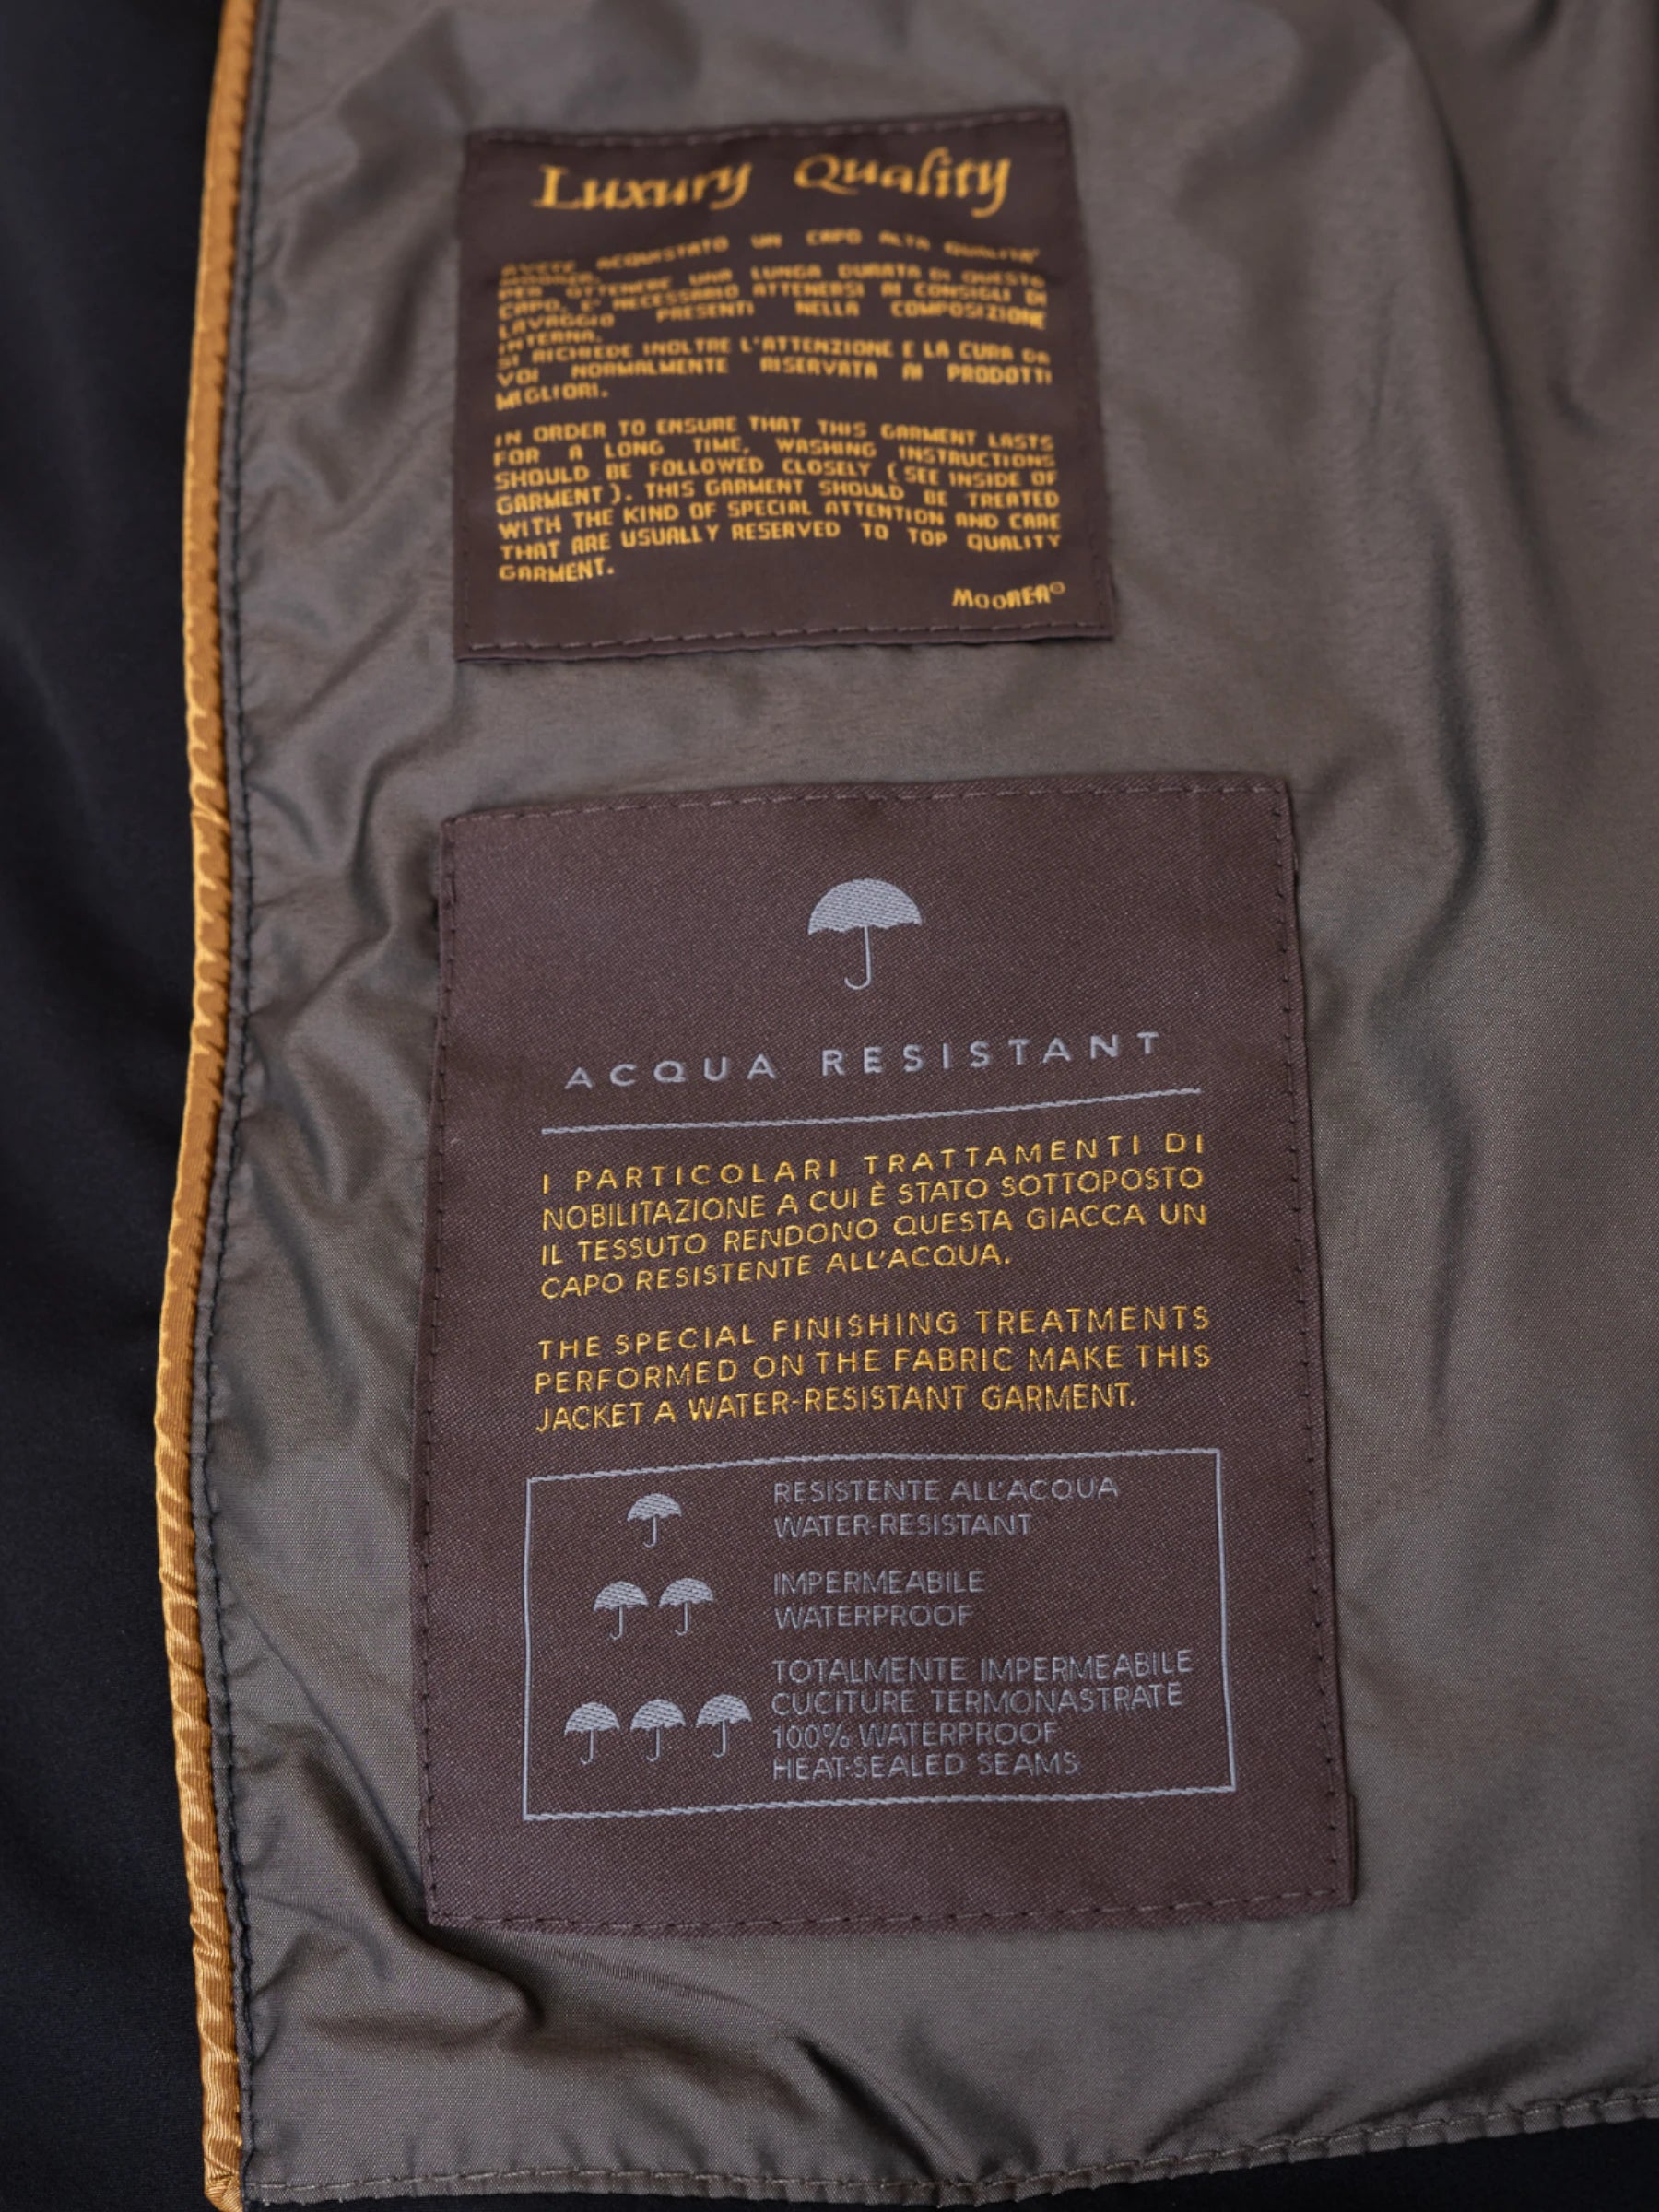 Luxury Quality
AVETE ACQUISTATO UN CAPO ALTA QUALITA'
MOORER.
PER OTTENERE UNA LUNGA DURATA DI QUESTO
CAPO, E' NECESSARIO ATTENERSI AI CONSIGLI DI
LAVAGGIO PRESENTI NELLA COMPOSIZIONE
INTERNA.
SI RICHIEDE INOLTRE L'ATTENZIONE E LA CURA DA
VOI NORMALMENTE RISERVATA AI PRODOTTI
MIGLIORI.
IN ORDER TO ENSURE THAT THIS GARMENT LASTS
FOR A LONG TIME, WASHING INSTRUCTIONS
SHOULD BE FOLLOWED CLOSELY (SEE INSIDE OF
GARMENT). THIS GARMENT SHOULD BE TREATED
WITH THE KIND OF SPECIAL ATTENTION AND CARE
THAT ARE USUALLY RESERVED TO TOP QUALITY
GARMENT.
MOORER®
ACQUA RESISTANT
I PARTICOLARI TRATTAMENTI DI
NOBILITAZIONE A CUI È STATO SOTTOPOSTO
IL TESSUTO RENDONO QUESTA GIACCA UN
CAPO RESISTENTE ALL'ACQUA.
THE SPECIAL FINISHING TREATMENTS
PERFORMED ON THE FABRIC MAKE THIS
JACKET A WATER-RESISTANT GARMENT.
RESISTENTE ALL'ACQUA
WATER-RESISTANT
IMPERMEABILE
WATERPROOF
TOTALMENTE IMPERMEABILE
CUCITURE TERMONASTRATE
100% WATERPROOF
HEAT-SEALED SEAMS